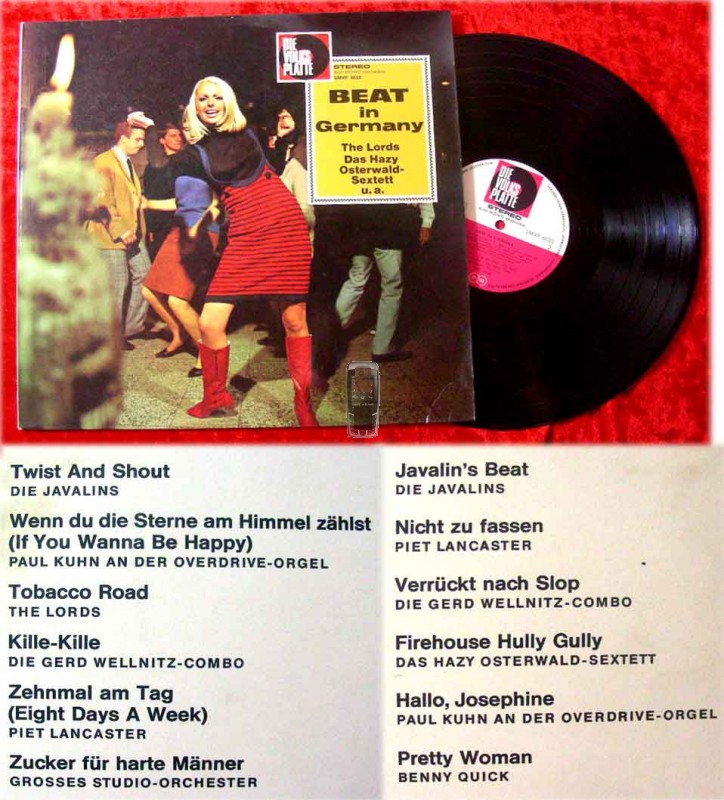 DIE
VOLKS
PLATTE
STEREO
BEAT
in
Germany
The Lords
Das Hazy
Osterwald-
Sextett
u. a.
DIE
VOLKS
PLATTE
STEREO
Twist And Shout
DIE JAVALINS
Wenn du die Sterne am Himmel zählst
(If You Wanna Be Happy)
PAUL KUHN AN DER OVERDRIVE-ORGEL
Tobacco Road
THE LORDS
Kille-Kille
DIE GERD WELLNITZ-COMBO
Zehnmal am Tag
(Eight Days A Week)
PIET LANCASTER
Zucker für harte Männer
GROSSES STUDIO-ORCHESTER
Javalin's Beat
DIE JAVALINS
Nicht zu fassen
PIET LANCASTER
Verrückt nach Slop
DIE GERD WELLNITZ-COMBO
Firehouse Hully Gully
DAS HAZY OSTERWALD-SEXTETT
Hallo, Josephine
PAUL KUHN AN DER OVERDRIVE-ORGEL
Pretty Woman
BENNY QUICK